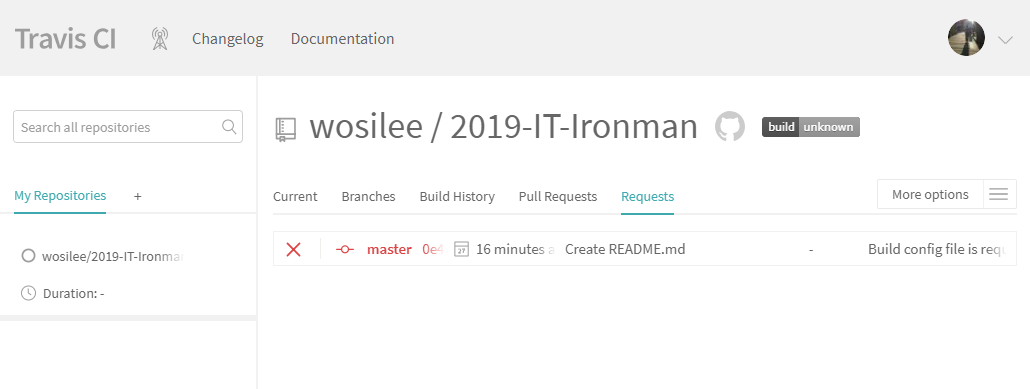 Travis CI Changelog Documentation
Search all repositories
wosilee / 2019-IT-Ironman build unknown
My Repositories +
Current Branches Build History Pull Requests Requests More options
wosilee/2019-IT-Ironman
master 0e4 27 16 minutes a Create README.md - Build config file is req
Duration: -